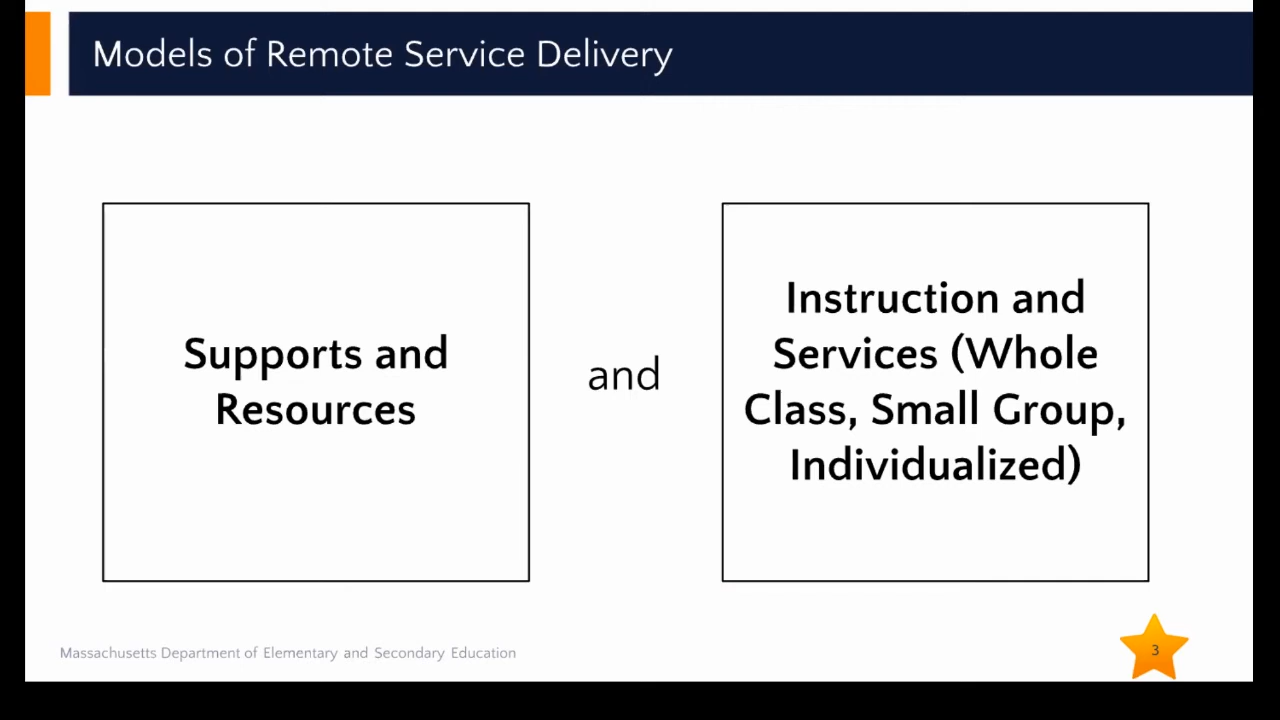 Models of Remote Service Delivery
Supports and
Resources
and
Instruction and
Services (Whole
Class, Small Group,
Individualized)
Massachusetts Department of Elementary and Secondary Education
3